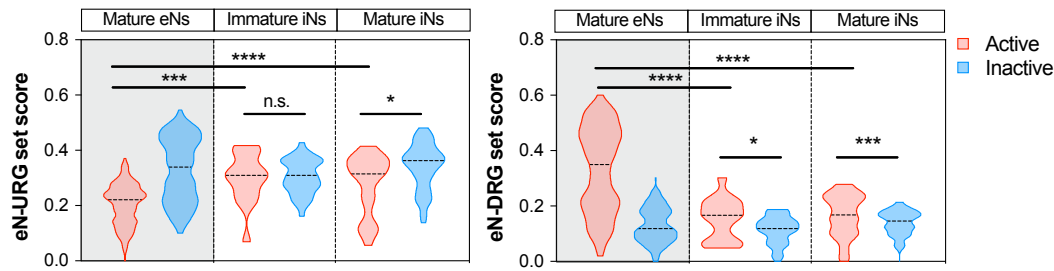 Mature eNs Immature iNs Mature iNs
eN-URG set score
0.8
0.6
0.4
0.2
0.0
****
***
n.s.
*
Mature eNs Immature iNs Mature iNs
eN-DRG set score
0.8
0.6
0.4
0.2
0.0
****
****
*
***
Active
Inactive